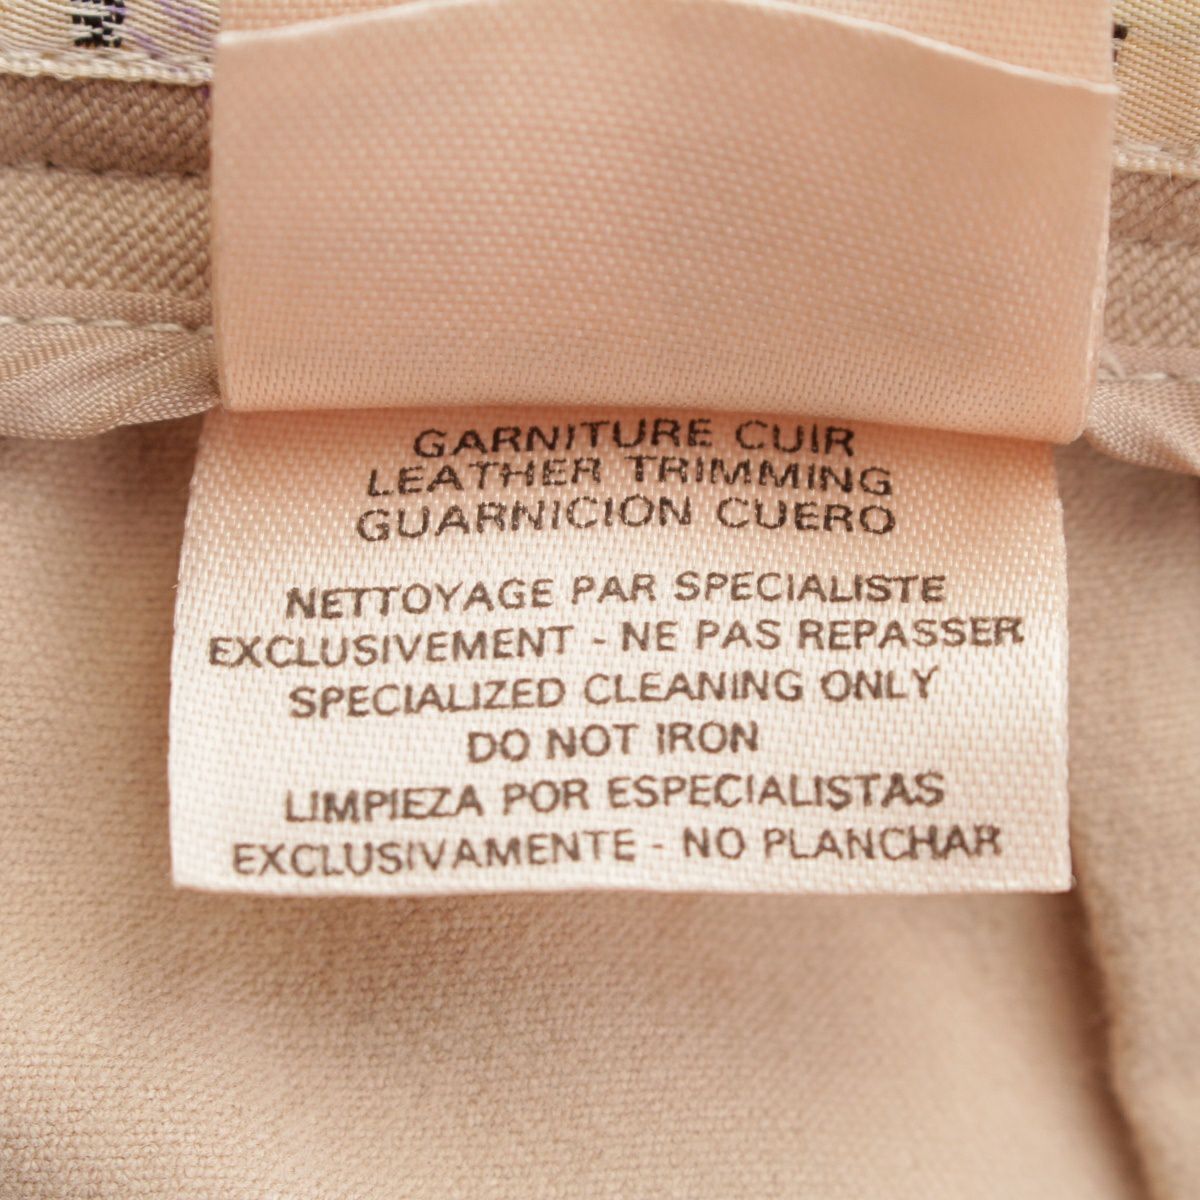 GARNITURE CUIR
LEATHER TRIMMING
GUARNICION CUERO
NETTOYAGE PAR SPECIALISTE
EXCLUSIVEMENT - NE PAS REPASSER
SPECIALIZED CLEANING ONLY
DO NOT IRON
LIMPIEZA POR ESPECIALISTAS
EXCLUSIVAMENTE - NO PLANCHAR